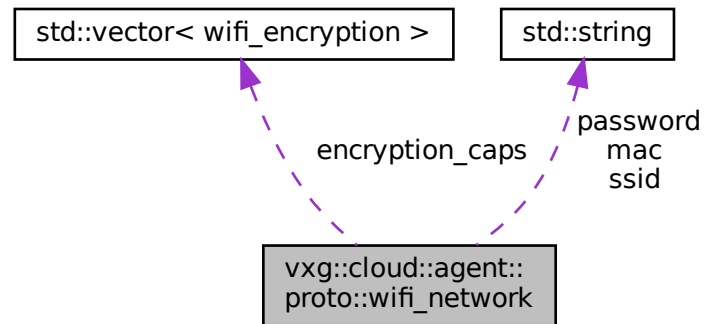 std::vector< wifi_encryption >
std::string
encryption_caps
password
mac
ssid
vxg::cloud::agent::
proto::wifi_network